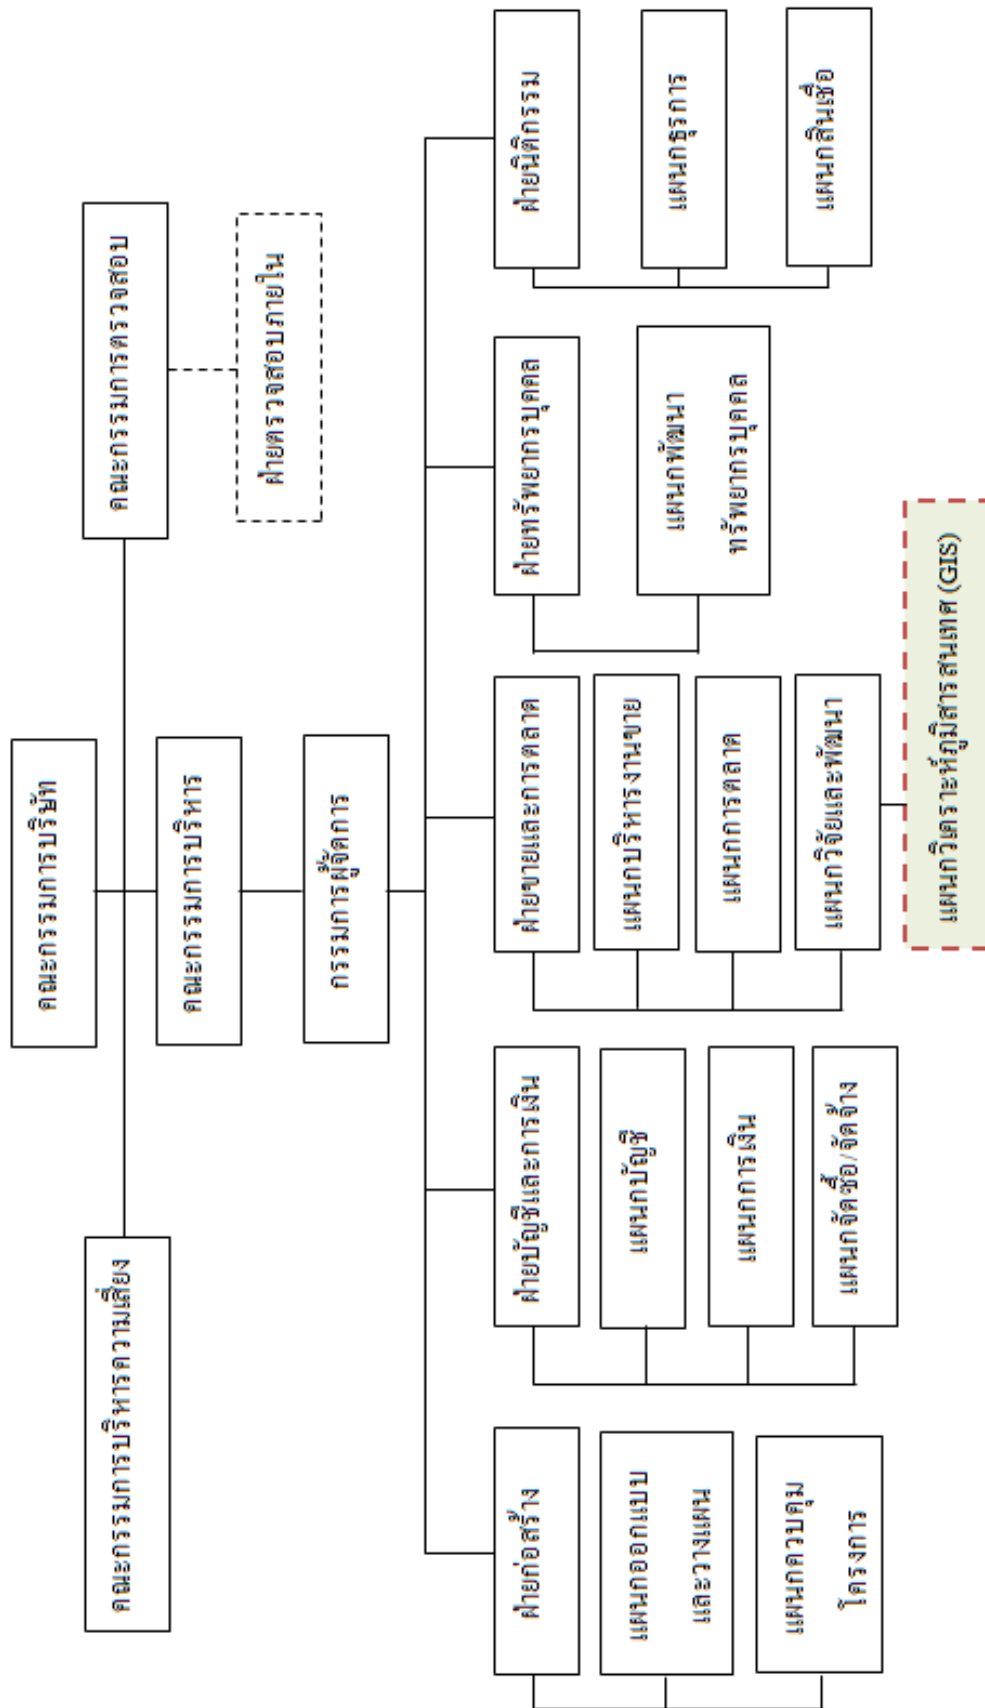 คณะกรรมการบริษัท
คณะกรรมการบริหารความเสี่ยง
คณะกรรมการตรวจสอบ
คณะกรรมการบริหาร
ฝ่ายตรวจสอบภายใน
กรรมการผู้จัดการ
ฝ่ายก่อสร้าง
แผนกออกแบบ
และวางแผน
แผนกควบคุม
โครงการ
ฝ่ายบัญชีและการเงิน
แผนกบัญชี
แผนกการเงิน
แผนกจัดซื้อ/จัดจ้าง
ฝ่ายขายและการตลาด
แผนกบริหารงานขาย
แผนกการตลาด
แผนกวิจัยและพัฒนา
แผนกวิเคราะห์ภูมิสารสนเทศ (GIS)
ฝ่ายทรัพยากรบุคคล
แผนกพัฒนา
ทรัพยากรบุคคล
ฝ่ายนิติกรรม
แผนกธุรการ
แผนกสินเชื่อ